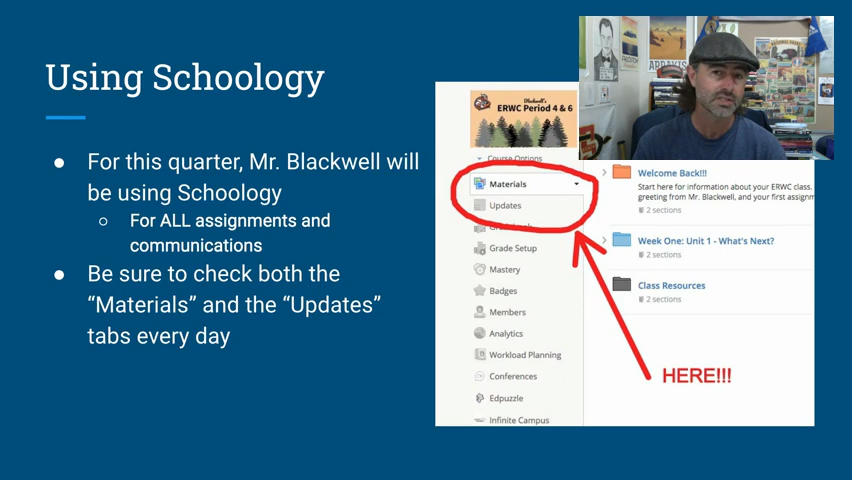 Using Schoology
● For this quarter, Mr. Blackwell will
be using Schoology
○ For ALL assignments and
communications
● Be sure to check both the
“Materials” and the “Updates”
tabs every day
Blackwell's
ERWC Period 4 & 6
Course Options
Materials
Updates
Grade Setup
Mastery
Badges
Members
Analytics
Workload Planning
Conferences
Edpuzzle
Infinite Campus
Welcome Back!!!
Start here for information about your ERWC class.
greeting from Mr. Blackwell, and your first assignm
2 sections
Week One: Unit 1 - What's Next?
2 sections
Class Resources
2 sections
HERE!!!
ARRAKIS